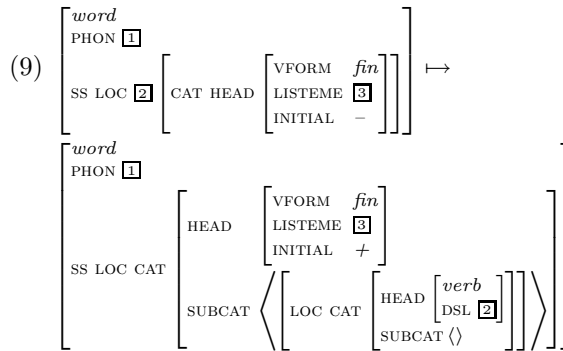 word
PHON 1
(9) SS LOC 2 [CAT HEAD [VFORM fin
LISTEME 3
INITIAL –]]] ↦
word
PHON 1
SS LOC CAT [HEAD [VFORM fin
LISTEME 3
INITIAL +]
SUBCAT ⟨[LOC CAT [HEAD [verb
DSL 2]
SUBCAT ⟨⟩]]⟩]